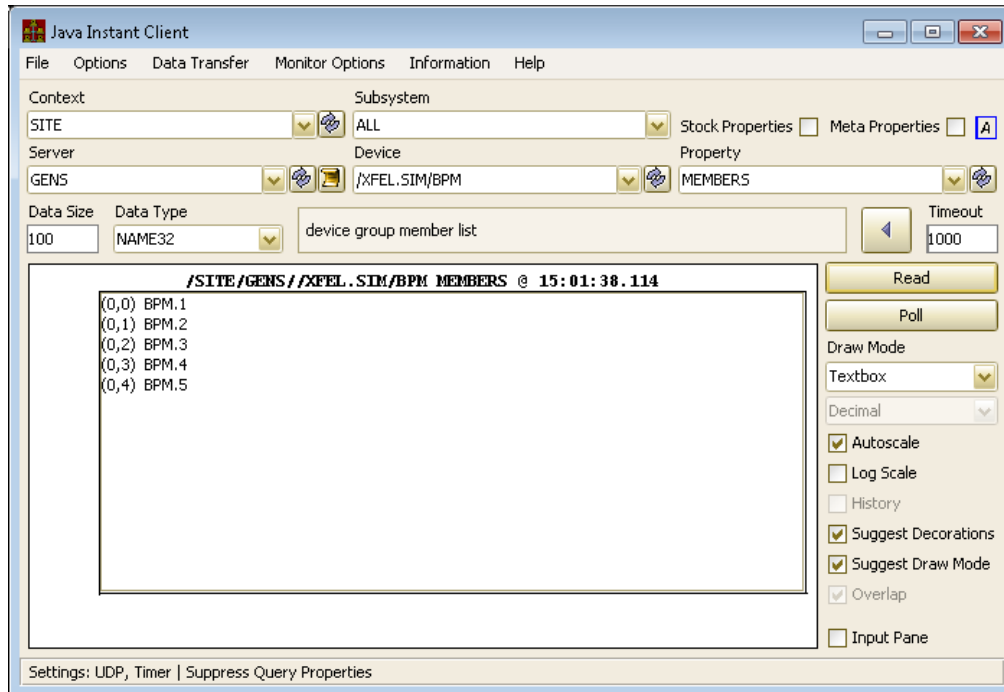 Java Instant Client
File Options Data Transfer Monitor Options Information Help
Context Subsystem
SITE ALL Stock Properties Meta Properties A
Server Device Property
GENS /XFEL.SIM/BPM MEMBERS
Data Size Data Type Timeout
100 NAME32 device group member list 1000
/SITE/GENS//XFEL.SIM/BPM MEMBERS @ 15:01:38.114
(0,0) BPM.1
(0,1) BPM.2
(0,2) BPM.3
(0,3) BPM.4
(0,4) BPM.5
Read
Poll
Draw Mode
Textbox
Decimal
Autoscale
Log Scale
History
Suggest Decorations
Suggest Draw Mode
Overlap
Input Pane
Settings: UDP, Timer | Suppress Query Properties